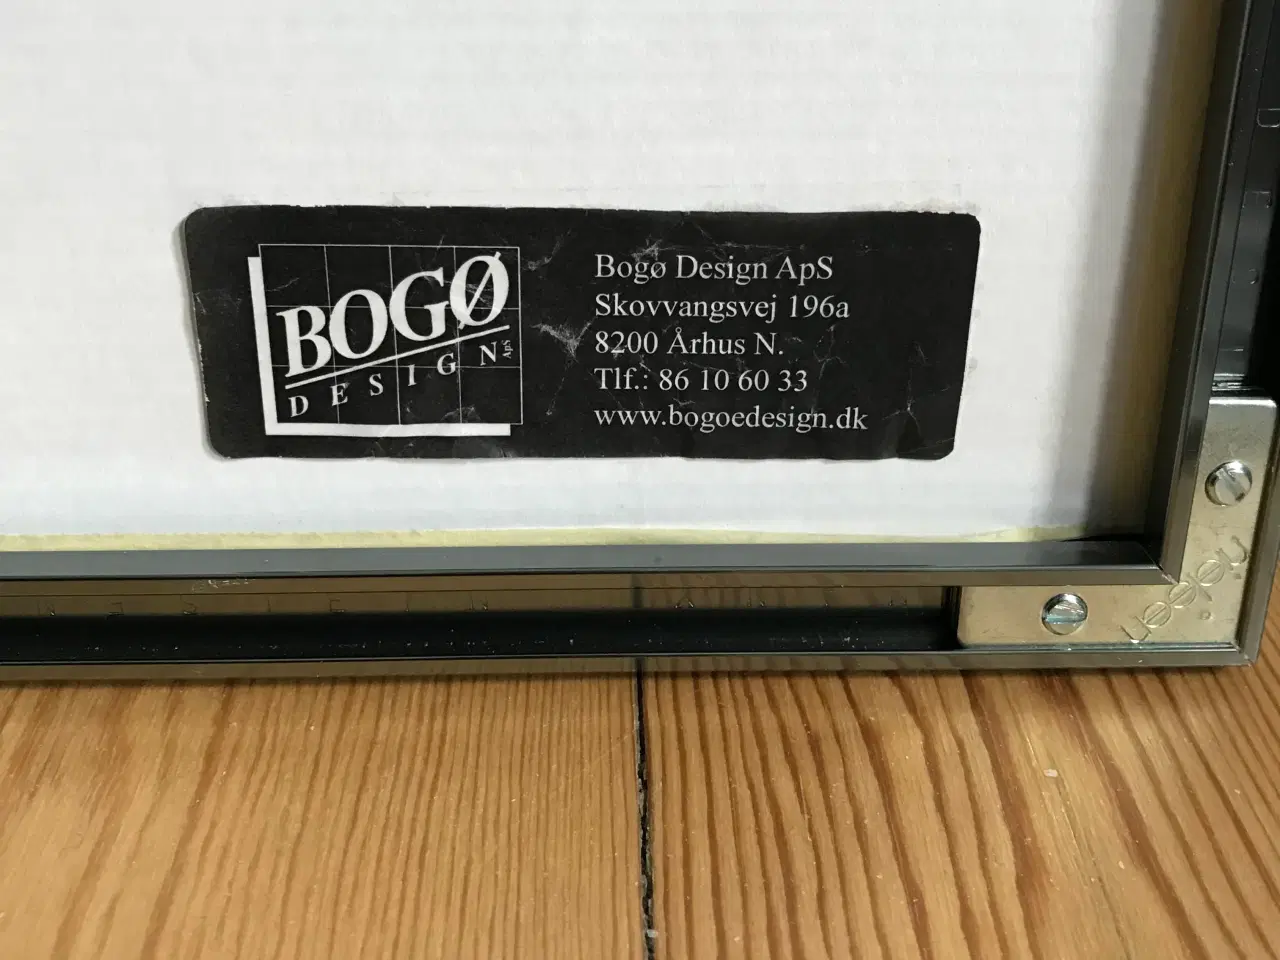 BOGØ
DESIGN ApS
Bogø Design ApS
Skovvangsvej 196a
8200 Århus N.
Tlf.: 86 10 60 33
www.bogoedesign.dk
nielsen